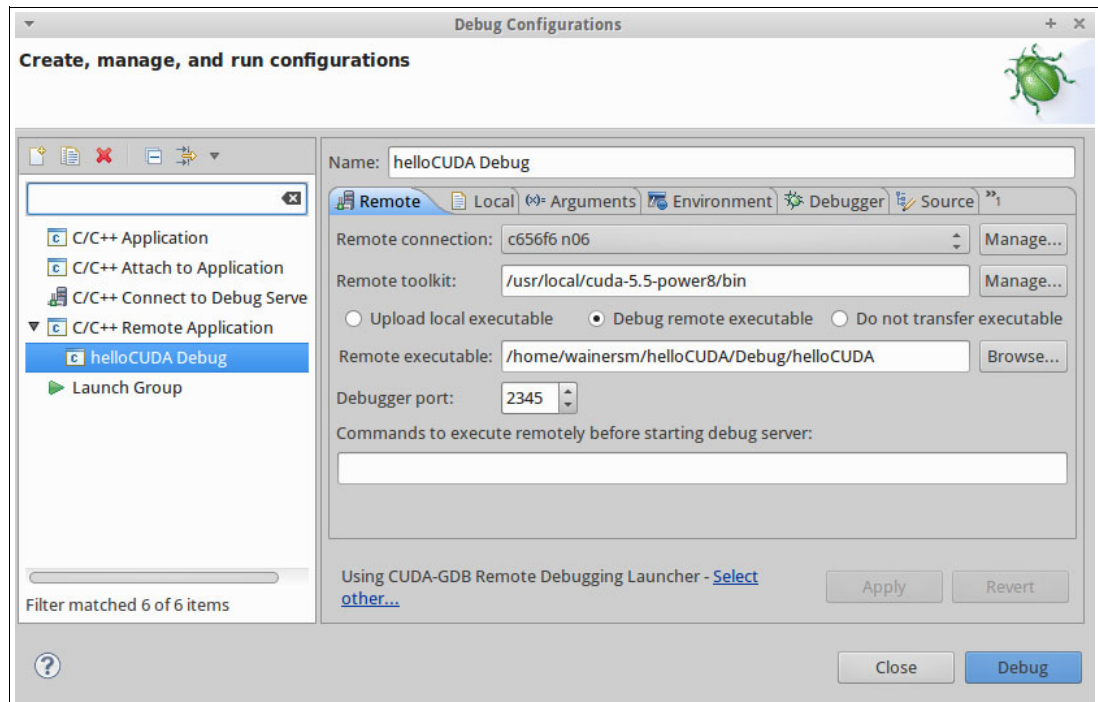 Debug Configurations
Create, manage, and run configurations
Name: helloCUDA Debug
Remote Local (x)= Arguments Environment Debugger Source »1
C/C++ Application
C/C++ Attach to Application
C/C++ Connect to Debug Serve
C/C++ Remote Application
helloCUDA Debug
Launch Group
Filter matched 6 of 6 items
Remote connection: c656f6 n06 Manage...
Remote toolkit: /usr/local/cuda-5.5-power8/bin Manage...
Upload local executable Debug remote executable Do not transfer executable
Remote executable: /home/wainersm/helloCUDA/Debug/helloCUDA Browse...
Debugger port: 2345
Commands to execute remotely before starting debug server:
Using CUDA-GDB Remote Debugging Launcher - Select
other...
Apply Revert
? Close Debug